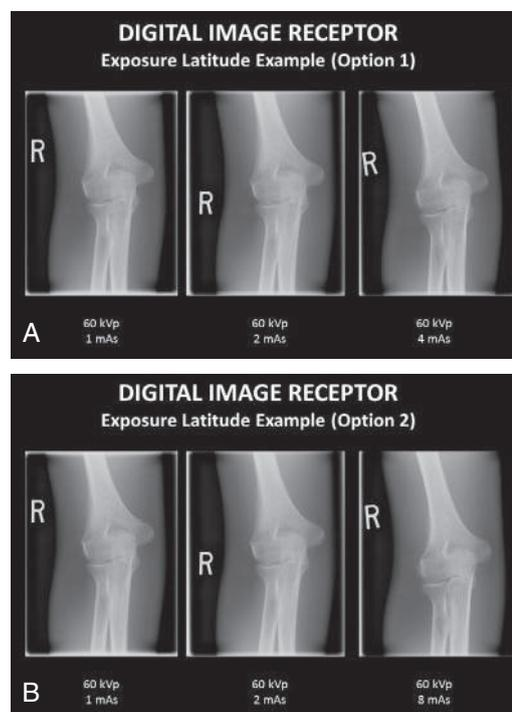 DIGITAL IMAGE RECEPTOR
Exposure Latitude Example (Option 1)
R R R
60 kVp 60 kVp 60 kVp
1 mAs 2 mAs 4 mAs
A
DIGITAL IMAGE RECEPTOR
Exposure Latitude Example (Option 2)
R R R
60 kVp 60 kVp 60 kVp
1 mAs 2 mAs 8 mAs
B